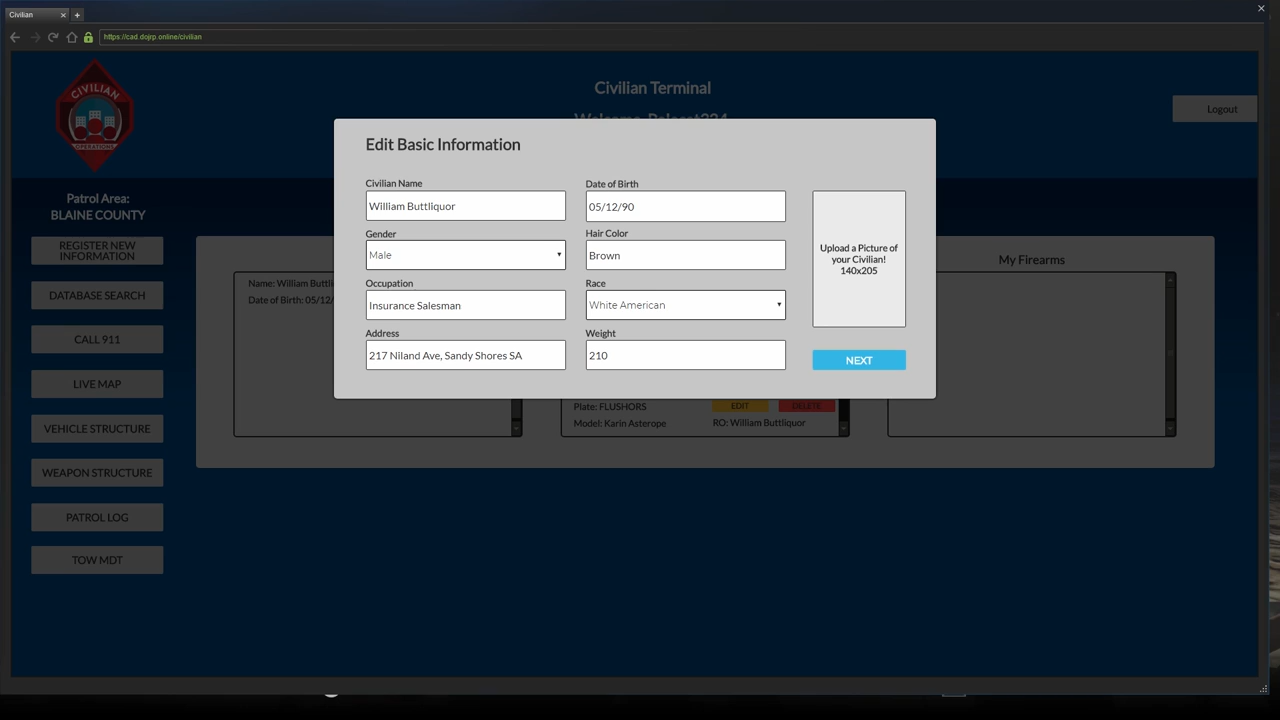 Civilian
https://cad.dojrp.online/civilian
CIVILIAN
OPERATIONS
Civilian Terminal
Logout
Patrol Area:
BLAINE COUNTY
REGISTER NEW
INFORMATION
DATABASE SEARCH
CALL 911
LIVE MAP
VEHICLE STRUCTURE
WEAPON STRUCTURE
PATROL LOG
TOW MDT
Name: William Buttli
Date of Birth: 05/12/
Edit Basic Information
Civilian Name
William Buttliquor
Date of Birth
05/12/90
Gender
Male
Hair Color
Brown
Occupation
Insurance Salesman
Race
White American
Address
217 Niland Ave, Sandy Shores SA
Weight
210
Upload a Picture of
your Civilian!
140x205
NEXT
Plate: FLUSHORS
EDIT
DELETE
Model: Karin Asterope
RO: William Buttliquor
My Firearms